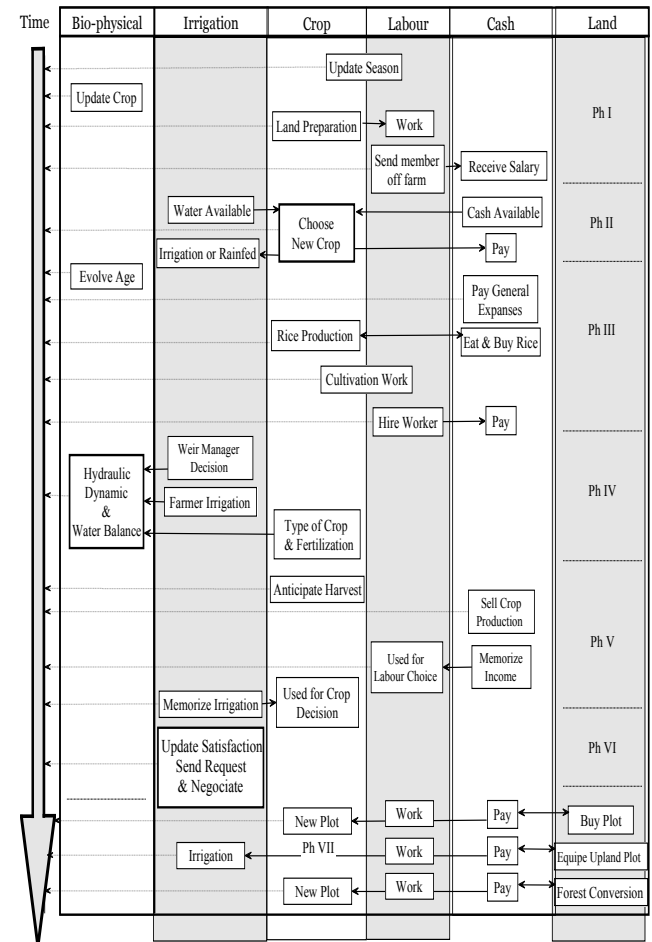 Time Bio-physical Irrigation Crop Labour Cash Land
Update Season
Update Crop
Ph I
Land Preparation Work
Send member
off farm
Receive Salary
Water Available
Cash Available
Choose
New Crop
Ph II
Irrigation or Rainfed
Pay
Evolve Age
Pay General
Expanses
Ph III
Rice Production
Eat & Buy Rice
Cultivation Work
Hire Worker
Pay
Weir Manager
Decision
Hydraulic
Dynamic
&
Water Balance
Farmer Irrigation
Ph IV
Type of Crop
& Fertilization
Anticipate Harvest
Sell Crop
Production
Ph V
Used for
Labour Choice
Memorize
Income
Memorize Irrigation
Used for Crop
Decision
Update Satisfaction
Send Request
& Negociate
Ph VI
New Plot Work Pay Buy Plot
Ph VII
Irrigation Work Pay Equipe Upland Plot
New Plot Work Pay Forest Conversion